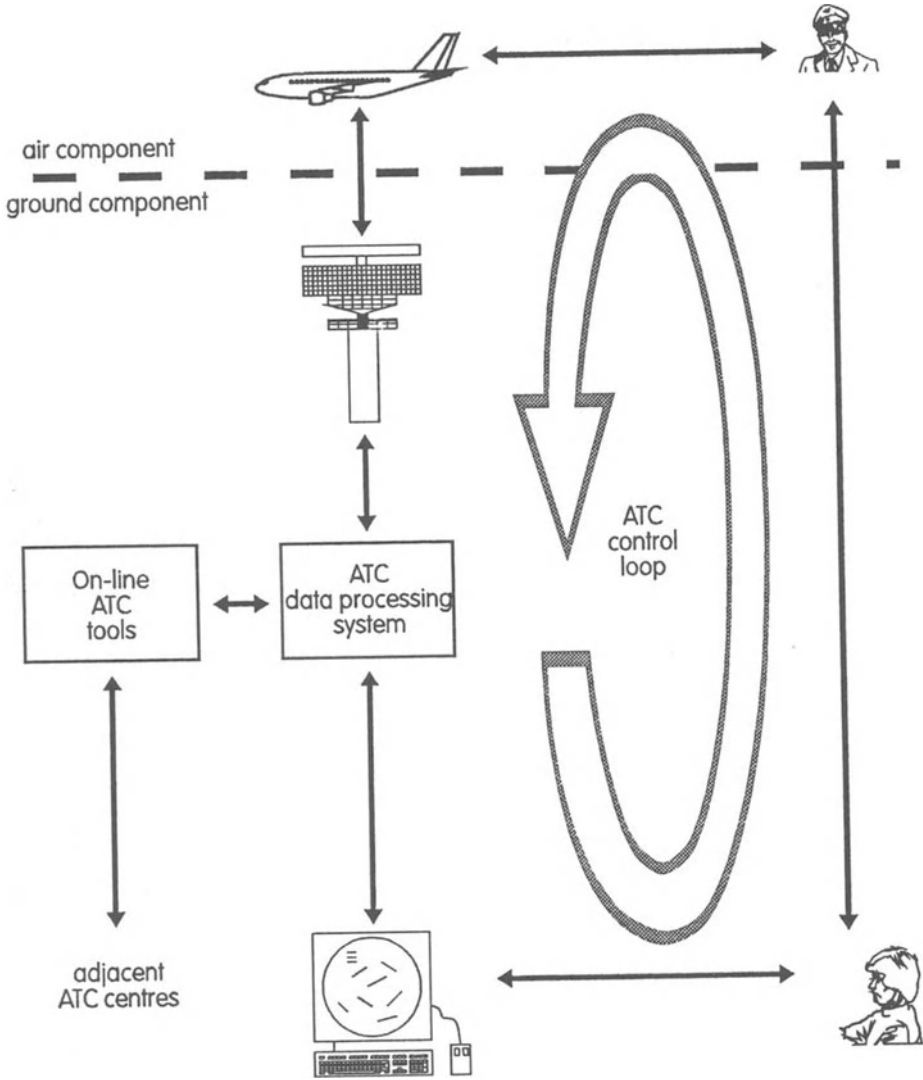 air component
ground component
ATC
control
loop
On-line
ATC
tools
ATC
data processing
system
adjacent
ATC centres